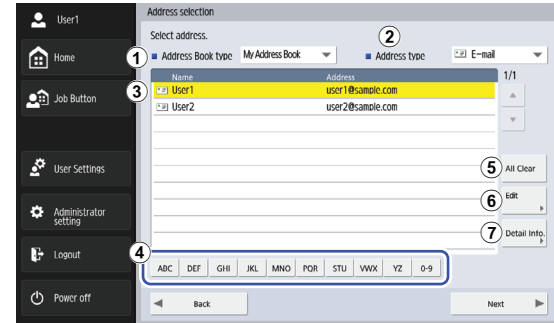 User1
Home
Job Button
User Settings
Administrator
setting
Logout
Power off
Address selection
Select address.
2
1 Address Book type My Address Book Address type E-mail
Name Address 1/1
3 User1 user1@sample.com
User2 user2@sample.com
5 All Clear
6 Edit
7 Detail Info.
4
ABC DEF GHI JKL MNO PQR STU VWX YZ 0-9
Back Next